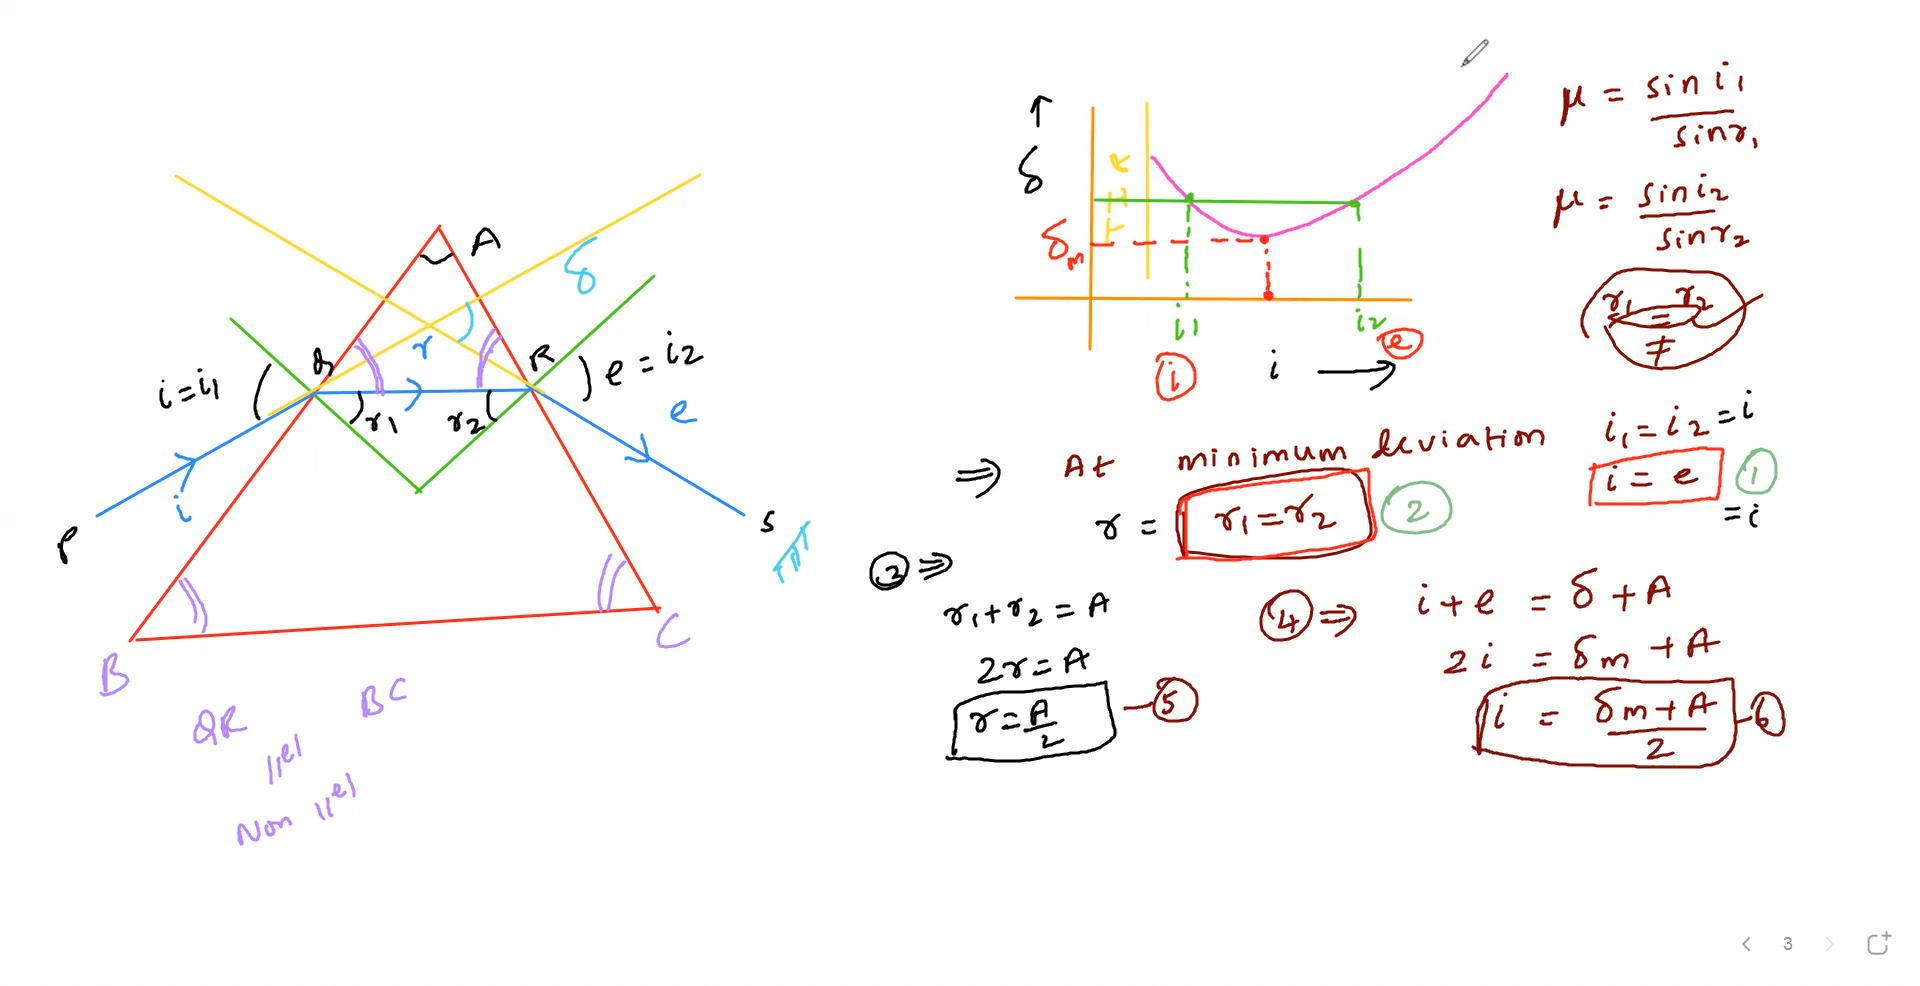 A
δ
Q
r
R
i = i1
e = i2
r1
r2
e
i
P
S
B
C
QR
BC
||el
Non ||el
↑
δ
δm
i1
i2
i
e
i →
μ = sin i1 / sin r1
μ = sin i2 / sin r2
r1 = r2
≠
⇒ At minimum deviation
r = r1 = r2 2
i1 = i2 = i
i = e 1
= i
⇒
r1 + r2 = A
2r = A
r = A/2 — 5
4 ⇒ i + e = δ + A
2i = δm + A
i = δm + A / 2 — 6
3